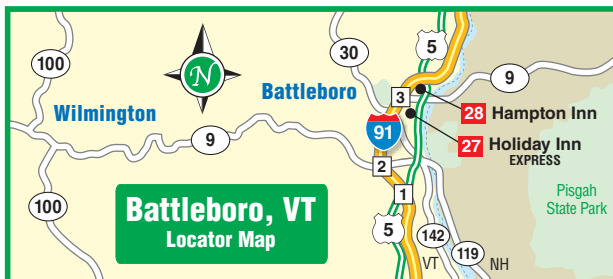 100
30
5
N
Battleboro
9
3
28 Hampton Inn
Wilmington
9
91
27 Holiday Inn
EXPRESS
2
Battleboro, VT
Locator Map
1
Pisgah
State Park
100
5
142
119
VT
NH